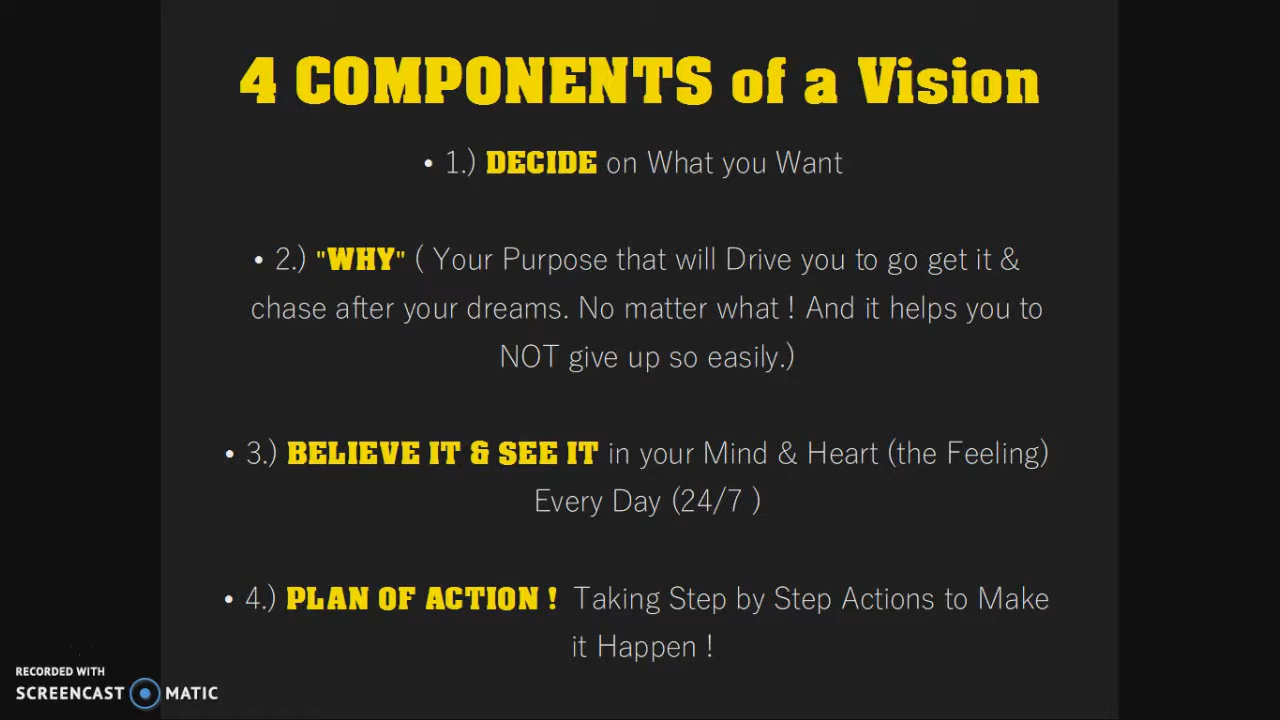 4 COMPONENTS of a Vision
• 1.) DECIDE on What you Want
• 2.) "WHY" ( Your Purpose that will Drive you to go get it &
chase after your dreams. No matter what ! And it helps you to
NOT give up so easily.)
• 3.) BELIEVE IT & SEE IT in your Mind & Heart (the Feeling)
Every Day (24/7 )
• 4.) PLAN OF ACTION ! Taking Step by Step Actions to Make
it Happen !
RECORDED WITH
SCREENCAST MATIC